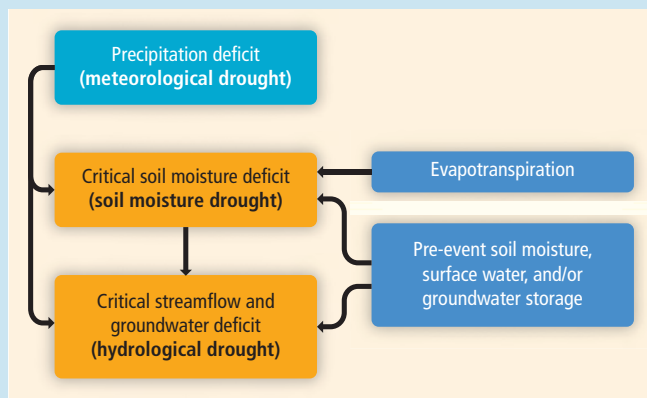 Precipitation deficit
(meteorological drought)
Critical soil moisture deficit
(soil moisture drought)
Evapotranspiration
Pre-event soil moisture,
surface water, and/or
groundwater storage
Critical streamflow and
groundwater deficit
(hydrological drought)